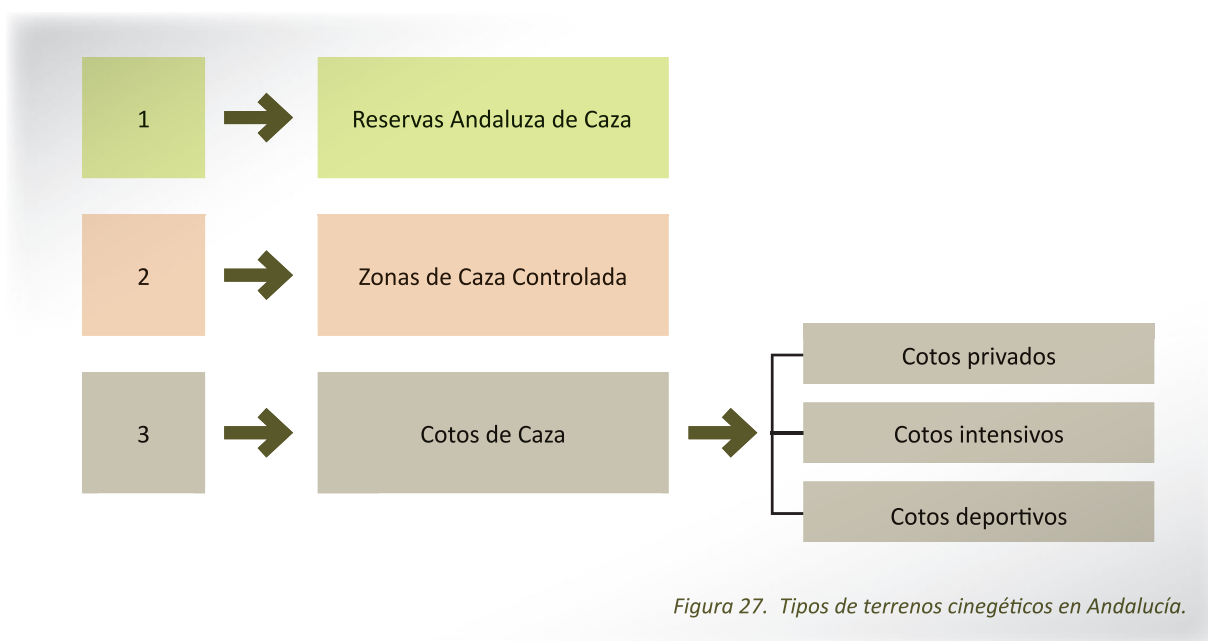 1
Reservas Andaluza de Caza
2
Zonas de Caza Controlada
3
Cotos de Caza
Cotos privados
Cotos intensivos
Cotos deportivos
Figura 27. Tipos de terrenos cinegéticos en Andalucía.